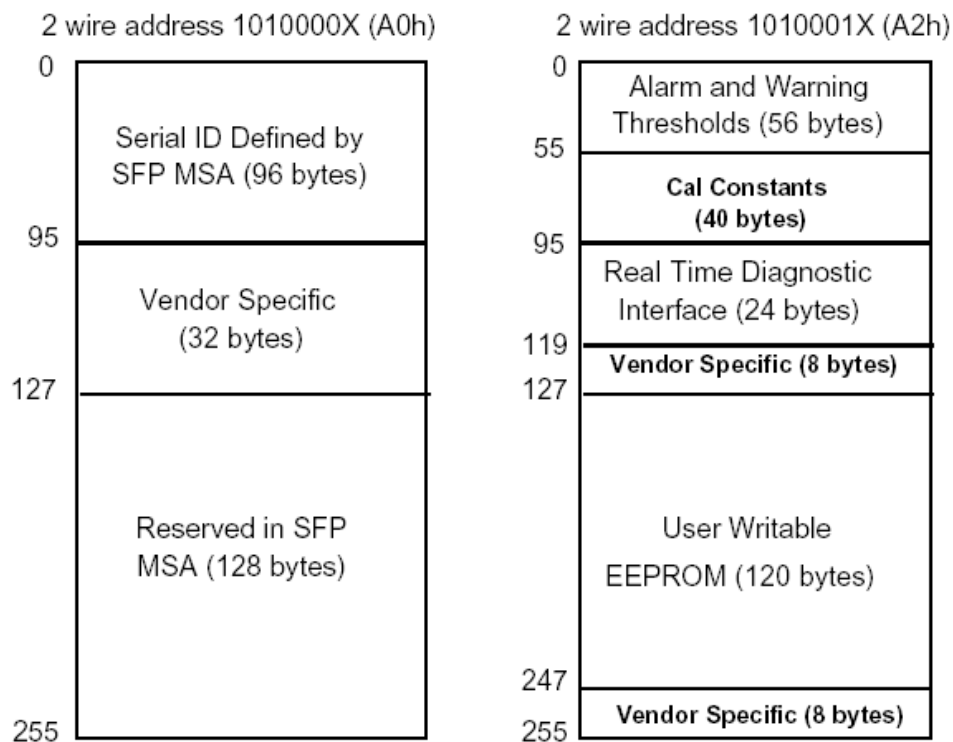 2 wire address 1010000X (A0h)
0
Serial ID Defined by
SFP MSA (96 bytes)
95
Vendor Specific
(32 bytes)
127
Reserved in SFP
MSA (128 bytes)
255
2 wire address 1010001X (A2h)
0
Alarm and Warning
Thresholds (56 bytes)
55
Cal Constants
(40 bytes)
95
Real Time Diagnostic
Interface (24 bytes)
119
Vendor Specific (8 bytes)
127
User Writable
EEPROM (120 bytes)
247
Vendor Specific (8 bytes)
255